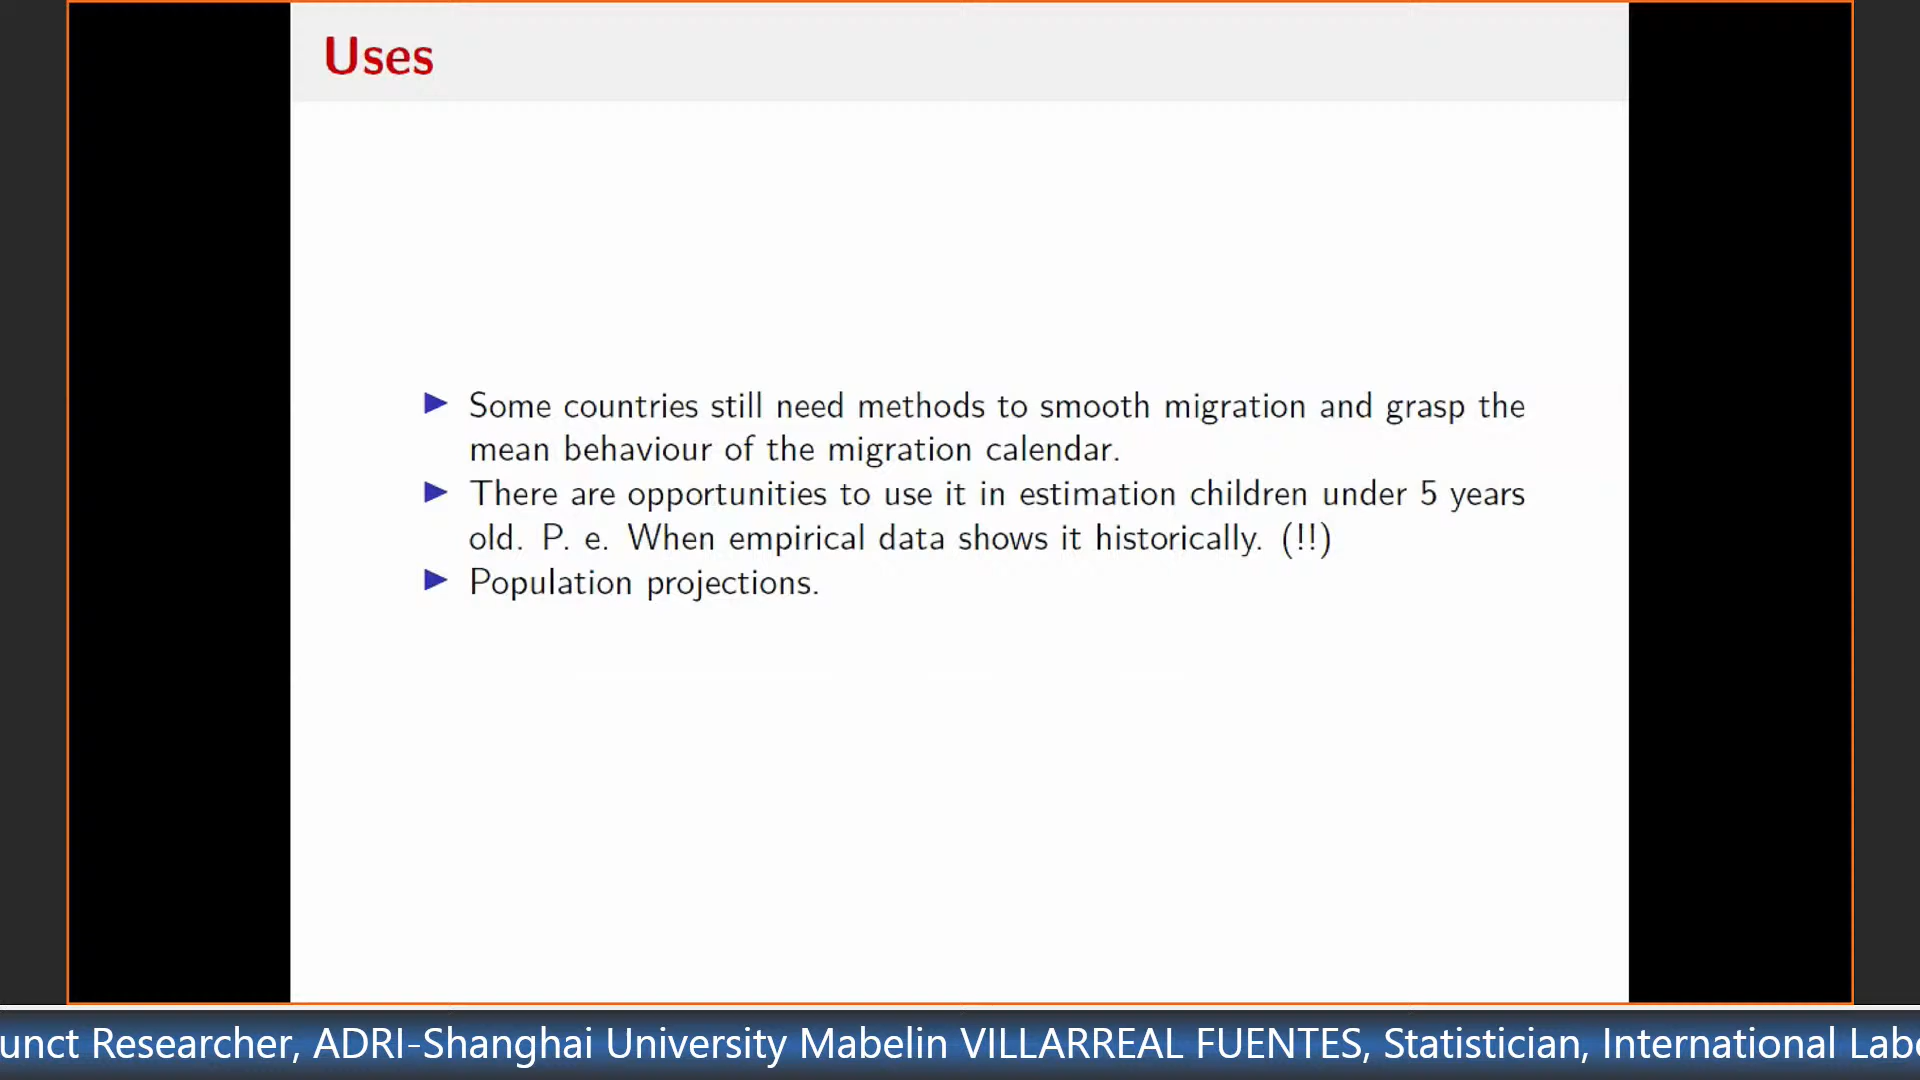 Uses
Some countries still need methods to smooth migration and grasp the
mean behaviour of the migration calendar.
There are opportunities to use it in estimation children under 5 years
old. P. e. When empirical data shows it historically. (!!)
Population projections.
Researcher, ADRI-Shanghai University Mabelin VILLARREAL FUENTES, Statistician, International